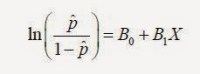 ln(p̂ / (1 − p̂)) = B₀ + B₁X